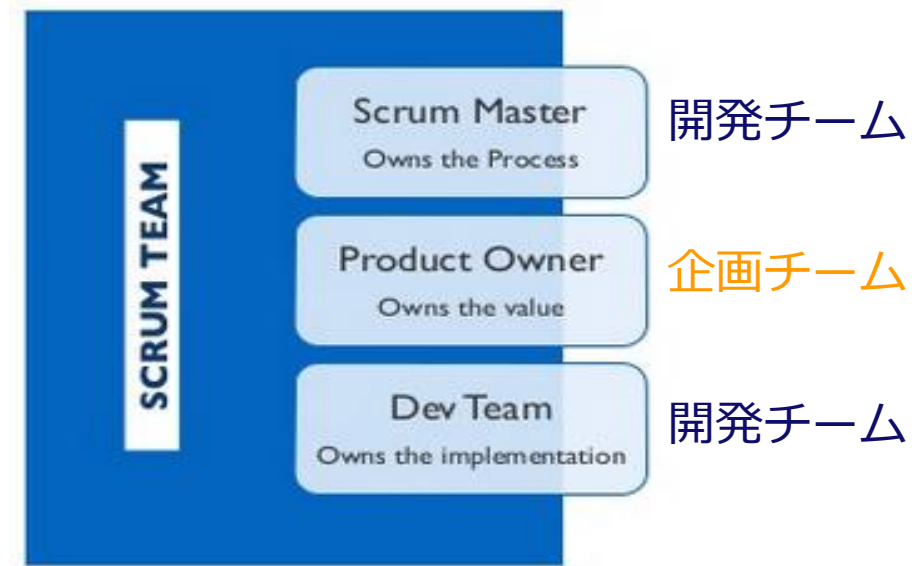 SCRUM TEAM
Scrum Master
Owns the Process
開発チーム
Product Owner
Owns the value
企画チーム
Dev Team
Owns the implementation
開発チーム